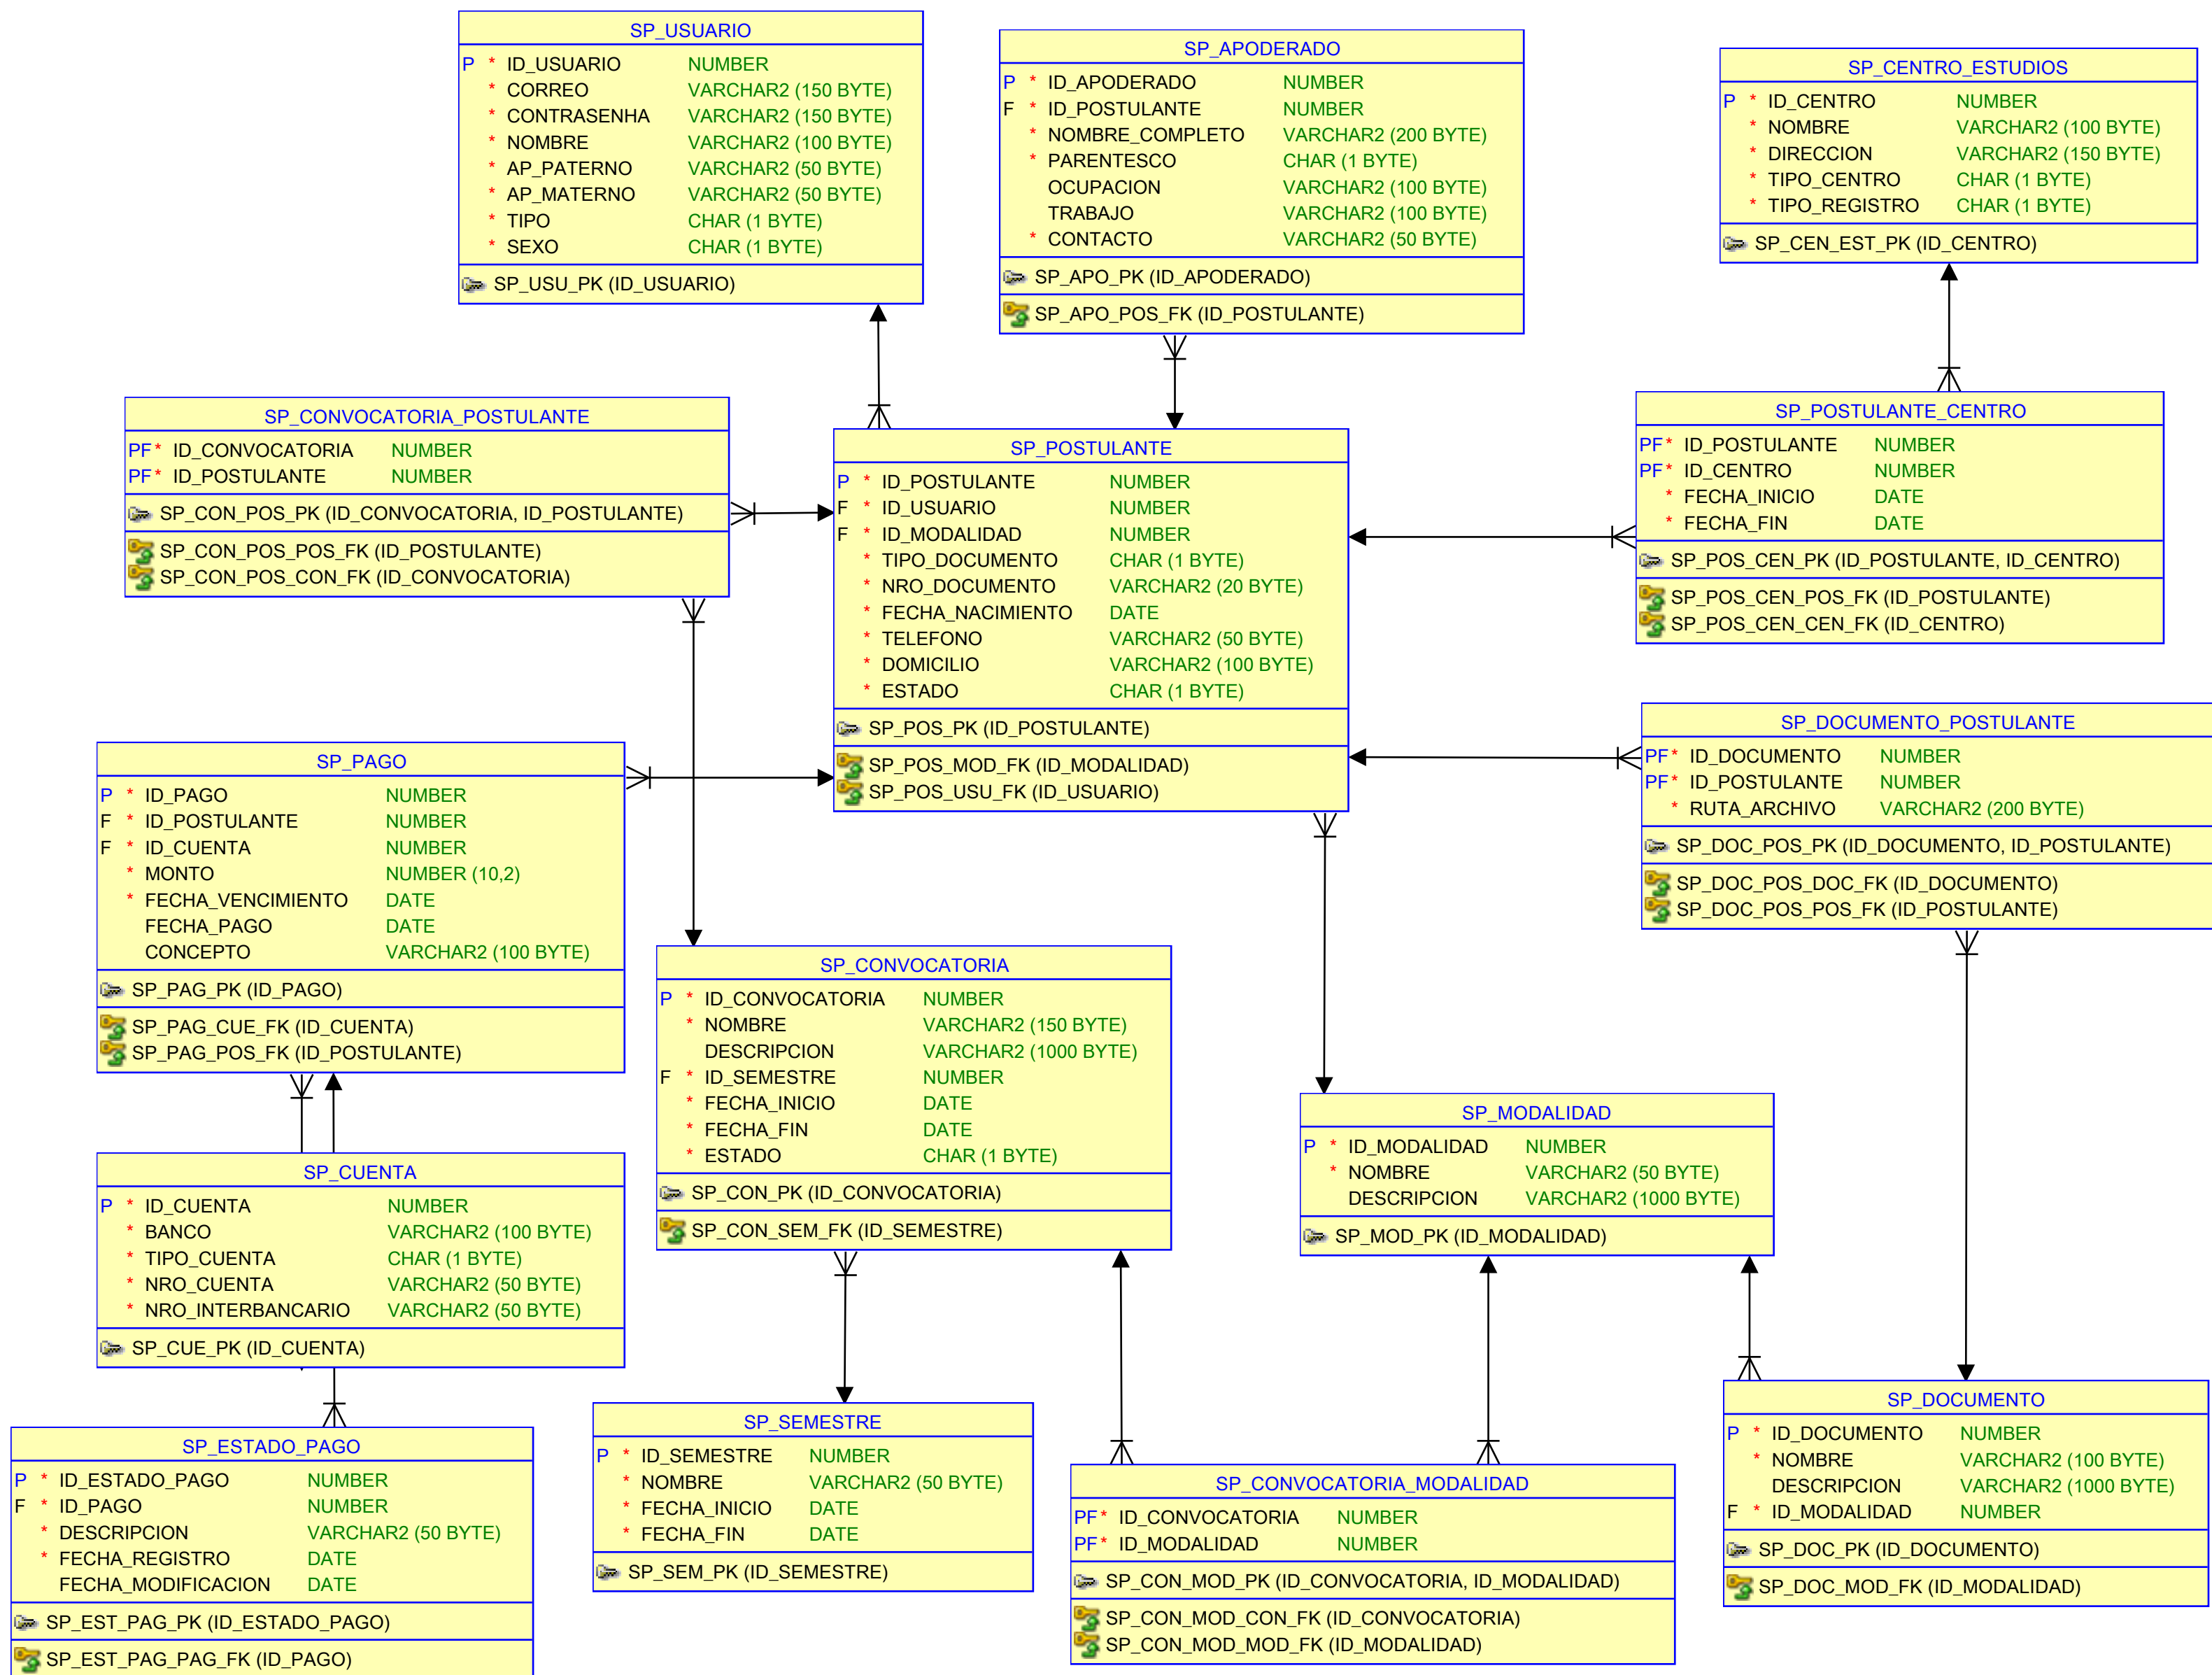 SP_USUARIO
P * ID_USUARIO NUMBER
* CORREO VARCHAR2 (150 BYTE)
* CONTRASENHA VARCHAR2 (150 BYTE)
* NOMBRE VARCHAR2 (100 BYTE)
* AP_PATERNO VARCHAR2 (50 BYTE)
* AP_MATERNO VARCHAR2 (50 BYTE)
* TIPO CHAR (1 BYTE)
* SEXO CHAR (1 BYTE)
SP_USU_PK (ID_USUARIO)
SP_APODERADO
P * ID_APODERADO NUMBER
F * ID_POSTULANTE NUMBER
* NOMBRE_COMPLETO VARCHAR2 (200 BYTE)
* PARENTESCO CHAR (1 BYTE)
OCUPACION VARCHAR2 (100 BYTE)
TRABAJO VARCHAR2 (100 BYTE)
* CONTACTO VARCHAR2 (50 BYTE)
SP_APO_PK (ID_APODERADO)
SP_APO_POS_FK (ID_POSTULANTE)
SP_CENTRO_ESTUDIOS
P * ID_CENTRO NUMBER
* NOMBRE VARCHAR2 (100 BYTE)
* DIRECCION VARCHAR2 (150 BYTE)
* TIPO_CENTRO CHAR (1 BYTE)
* TIPO_REGISTRO CHAR (1 BYTE)
SP_CEN_EST_PK (ID_CENTRO)
SP_CONVOCATORIA_POSTULANTE
PF* ID_CONVOCATORIA NUMBER
PF* ID_POSTULANTE NUMBER
SP_CON_POS_PK (ID_CONVOCATORIA, ID_POSTULANTE)
SP_CON_POS_POS_FK (ID_POSTULANTE)
SP_CON_POS_CON_FK (ID_CONVOCATORIA)
SP_POSTULANTE
P * ID_POSTULANTE NUMBER
F * ID_USUARIO NUMBER
F * ID_MODALIDAD NUMBER
* TIPO_DOCUMENTO CHAR (1 BYTE)
* NRO_DOCUMENTO VARCHAR2 (20 BYTE)
* FECHA_NACIMIENTO DATE
* TELEFONO VARCHAR2 (50 BYTE)
* DOMICILIO VARCHAR2 (100 BYTE)
* ESTADO CHAR (1 BYTE)
SP_POS_PK (ID_POSTULANTE)
SP_POS_MOD_FK (ID_MODALIDAD)
SP_POS_USU_FK (ID_USUARIO)
SP_POSTULANTE_CENTRO
PF* ID_POSTULANTE NUMBER
PF* ID_CENTRO NUMBER
* FECHA_INICIO DATE
* FECHA_FIN DATE
SP_POS_CEN_PK (ID_POSTULANTE, ID_CENTRO)
SP_POS_CEN_POS_FK (ID_POSTULANTE)
SP_POS_CEN_CEN_FK (ID_CENTRO)
SP_DOCUMENTO_POSTULANTE
PF* ID_DOCUMENTO NUMBER
PF* ID_POSTULANTE NUMBER
* RUTA_ARCHIVO VARCHAR2 (200 BYTE)
SP_DOC_POS_PK (ID_DOCUMENTO, ID_POSTULANTE)
SP_DOC_POS_DOC_FK (ID_DOCUMENTO)
SP_DOC_POS_POS_FK (ID_POSTULANTE)
SP_PAGO
P * ID_PAGO NUMBER
F * ID_POSTULANTE NUMBER
F * ID_CUENTA NUMBER
* MONTO NUMBER (10,2)
* FECHA_VENCIMIENTO DATE
FECHA_PAGO DATE
CONCEPTO VARCHAR2 (100 BYTE)
SP_PAG_PK (ID_PAGO)
SP_PAG_CUE_FK (ID_CUENTA)
SP_PAG_POS_FK (ID_POSTULANTE)
SP_CONVOCATORIA
P * ID_CONVOCATORIA NUMBER
* NOMBRE VARCHAR2 (150 BYTE)
DESCRIPCION VARCHAR2 (1000 BYTE)
F * ID_SEMESTRE NUMBER
* FECHA_INICIO DATE
* FECHA_FIN DATE
* ESTADO CHAR (1 BYTE)
SP_CON_PK (ID_CONVOCATORIA)
SP_CON_SEM_FK (ID_SEMESTRE)
SP_MODALIDAD
P * ID_MODALIDAD NUMBER
* NOMBRE VARCHAR2 (50 BYTE)
DESCRIPCION VARCHAR2 (1000 BYTE)
SP_MOD_PK (ID_MODALIDAD)
SP_CUENTA
P * ID_CUENTA NUMBER
* BANCO VARCHAR2 (100 BYTE)
* TIPO_CUENTA CHAR (1 BYTE)
* NRO_CUENTA VARCHAR2 (50 BYTE)
* NRO_INTERBANCARIO VARCHAR2 (50 BYTE)
SP_CUE_PK (ID_CUENTA)
SP_ESTADO_PAGO
P * ID_ESTADO_PAGO NUMBER
F * ID_PAGO NUMBER
* DESCRIPCION VARCHAR2 (50 BYTE)
* FECHA_REGISTRO DATE
FECHA_MODIFICACION DATE
SP_EST_PAG_PK (ID_ESTADO_PAGO)
SP_EST_PAG_PAG_FK (ID_PAGO)
SP_SEMESTRE
P * ID_SEMESTRE NUMBER
* NOMBRE VARCHAR2 (50 BYTE)
* FECHA_INICIO DATE
* FECHA_FIN DATE
SP_SEM_PK (ID_SEMESTRE)
SP_CONVOCATORIA_MODALIDAD
PF* ID_CONVOCATORIA NUMBER
PF* ID_MODALIDAD NUMBER
SP_CON_MOD_PK (ID_CONVOCATORIA, ID_MODALIDAD)
SP_CON_MOD_CON_FK (ID_CONVOCATORIA)
SP_CON_MOD_MOD_FK (ID_MODALIDAD)
SP_DOCUMENTO
P * ID_DOCUMENTO NUMBER
* NOMBRE VARCHAR2 (100 BYTE)
DESCRIPCION VARCHAR2 (1000 BYTE)
F * ID_MODALIDAD NUMBER
SP_DOC_PK (ID_DOCUMENTO)
SP_DOC_MOD_FK (ID_MODALIDAD)